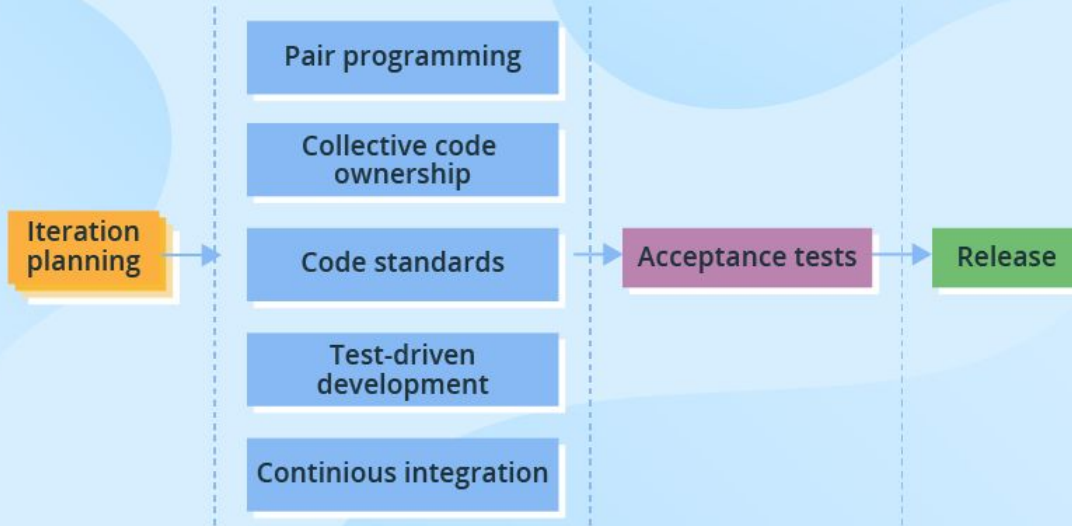 Iteration
planning
Pair programming
Collective code
ownership
Code standards
Test-driven
development
Continious integration
Acceptance tests
Release